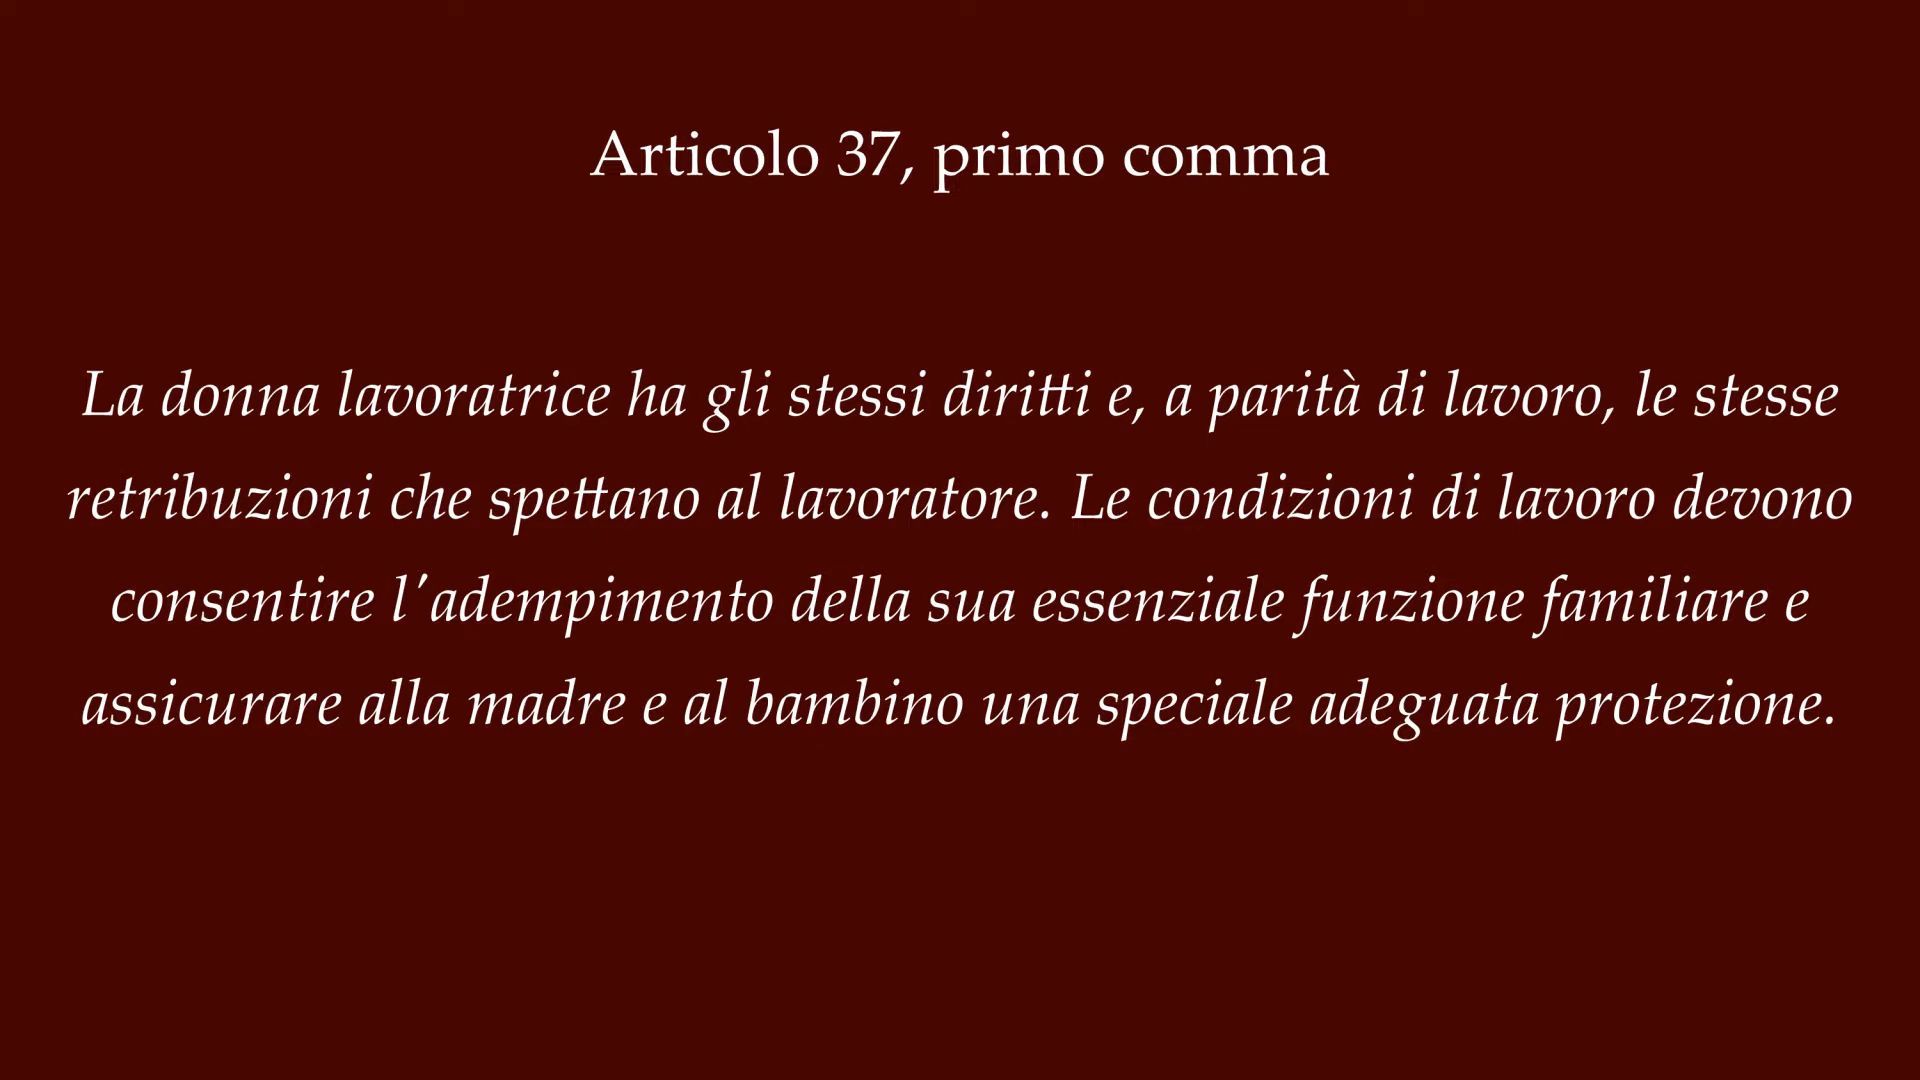 Articolo 37, primo comma
La donna lavoratrice ha gli stessi diritti e, a parità di lavoro, le stesse
retribuzioni che spettano al lavoratore. Le condizioni di lavoro devono
consentire l'adempimento della sua essenziale funzione familiare e
assicurare alla madre e al bambino una speciale adeguata protezione.